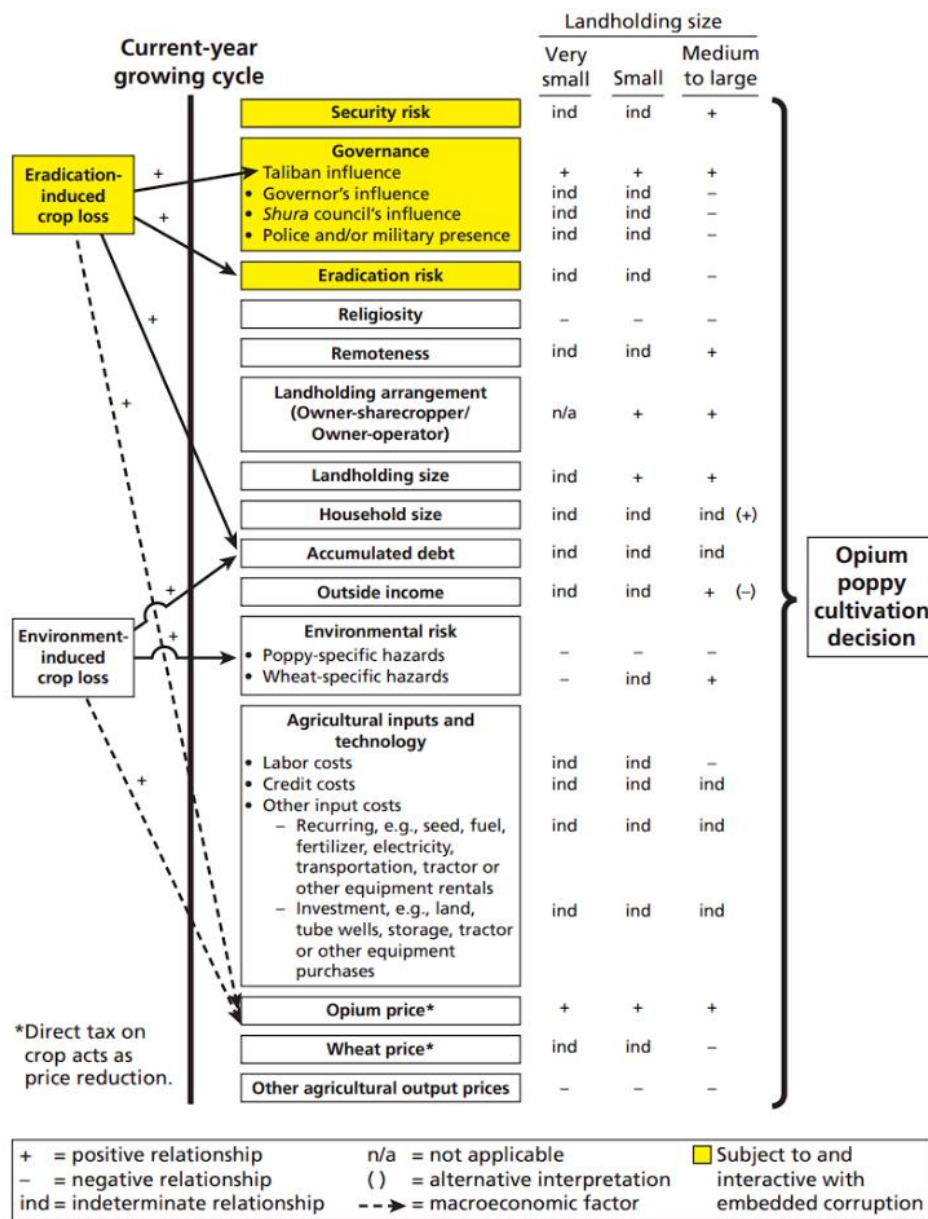 Landholding size
Current-year
growing cycle
Very
small
Small
Medium
to large
Security risk ind ind +
Eradication-
induced
crop loss
+
+
+
+
Governance
Taliban influence + + +
• Governor's influence ind ind –
• Shura council's influence ind ind –
• Police and/or military presence ind ind –
Eradication risk ind ind –
Religiosity – – –
Remoteness ind ind +
Landholding arrangement
(Owner-sharecropper/
Owner-operator)
n/a + +
Landholding size ind + +
Household size ind ind ind (+)
Accumulated debt ind ind ind
Outside income ind ind + (–)
Environment-
induced
crop loss
+
+
+
Environmental risk
• Poppy-specific hazards – – –
• Wheat-specific hazards – ind +
Agricultural inputs and
technology
• Labor costs ind ind –
• Credit costs ind ind ind
• Other input costs
– Recurring, e.g., seed, fuel, ind ind ind
fertilizer, electricity,
transportation, tractor or
other equipment rentals
– Investment, e.g., land, ind ind ind
tube wells, storage, tractor
or other equipment
purchases
Opium price* + + +
Wheat price* ind ind –
Other agricultural output prices – – –
Opium
poppy
cultivation
decision
*Direct tax on
crop acts as
price reduction.
+ = positive relationship
– = negative relationship
ind = indeterminate relationship
n/a = not applicable
( ) = alternative interpretation
= macroeconomic factor
Subject to and
interactive with
embedded corruption